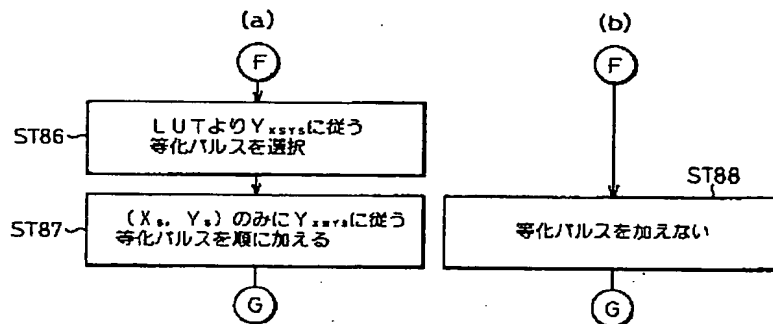 (a)
(b)
F
F
ST86
LUTよりYxsysに従う
等化パルスを選択
ST87
(Xs, Ys)のみにYxsysに従う
等化パルスを順に加える
ST88
等化パルスを加えない
G
G